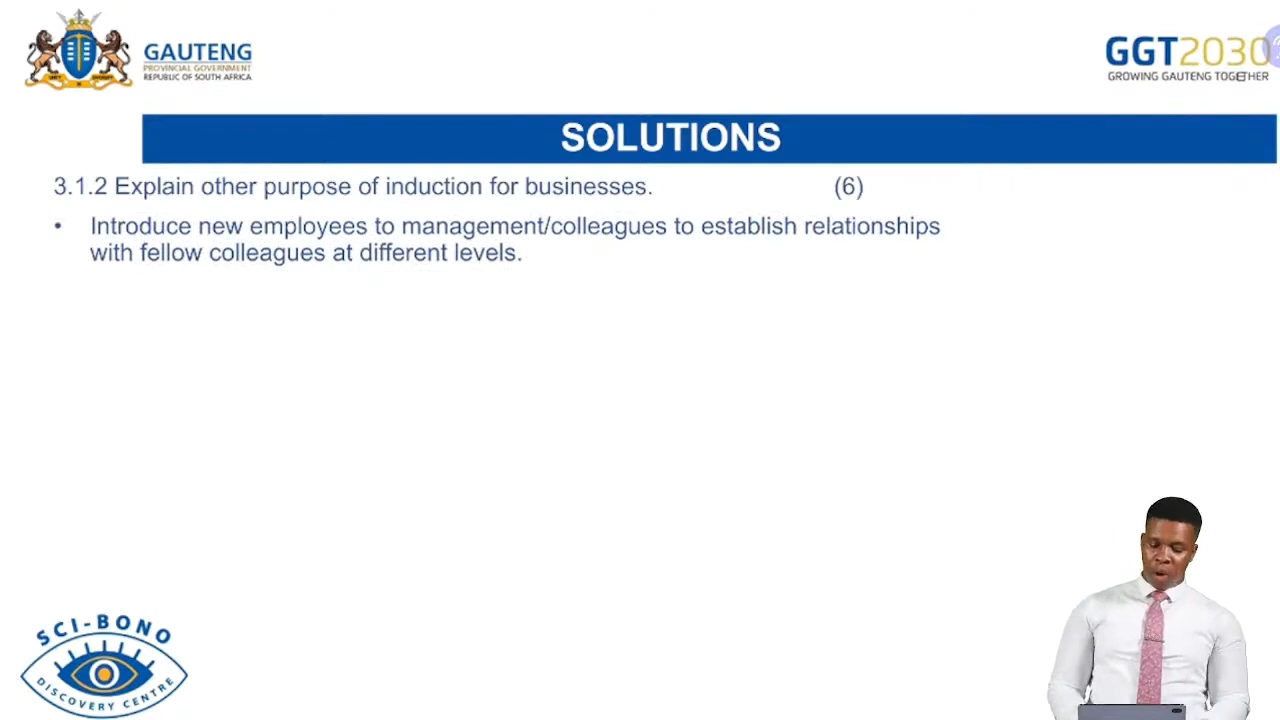 GAUTENG
PROVINCIAL GOVERNMENT
REPUBLIC OF SOUTH AFRICA
GGT2030
GROWING GAUTENG TOGETHER
SOLUTIONS
3.1.2 Explain other purpose of induction for businesses. (6)
• Introduce new employees to management/colleagues to establish relationships
with fellow colleagues at different levels.
SCI-BONO
DISCOVERY CENTRE